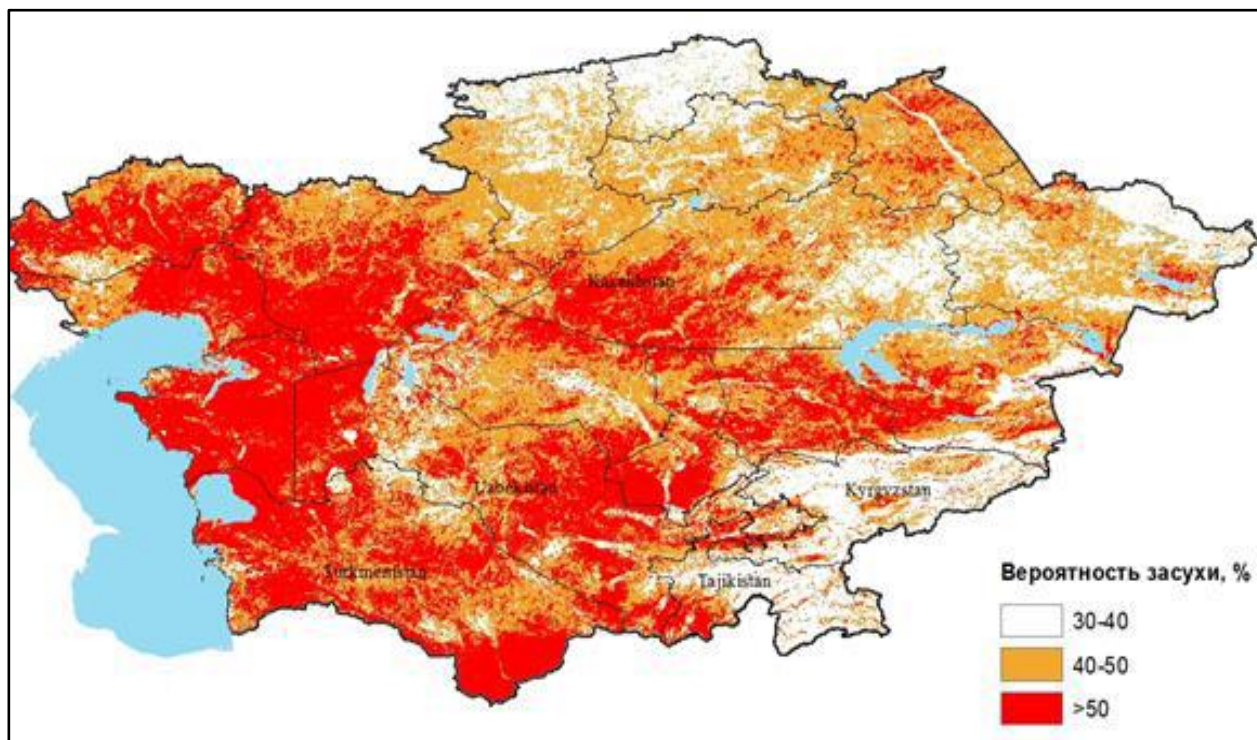 Kazakhstan
Uzbekistan
Kyrgyzstan
Turkmenistan
Tajikistan
Вероятность засухи, %
30-40
40-50
>50